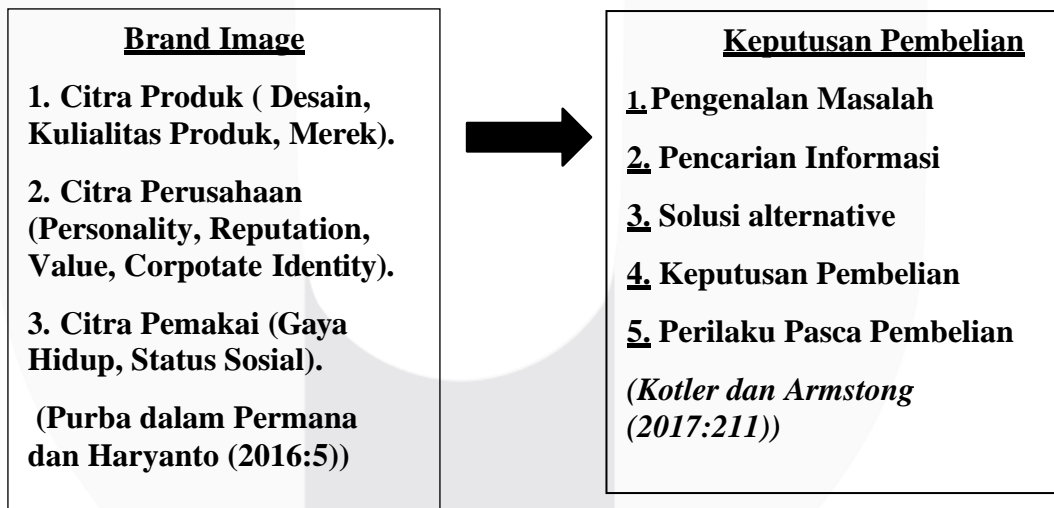 Brand Image
1. Citra Produk ( Desain,
Kulialitas Produk, Merek).
2. Citra Perusahaan
(Personality, Reputation,
Value, Corpotate Identity).
3. Citra Pemakai (Gaya
Hidup, Status Sosial).
(Purba dalam Permana
dan Haryanto (2016:5))
Keputusan Pembelian
1. Pengenalan Masalah
2. Pencarian Informasi
3. Solusi alternative
4. Keputusan Pembelian
5. Perilaku Pasca Pembelian
(Kotler dan Armstong
(2017:211))